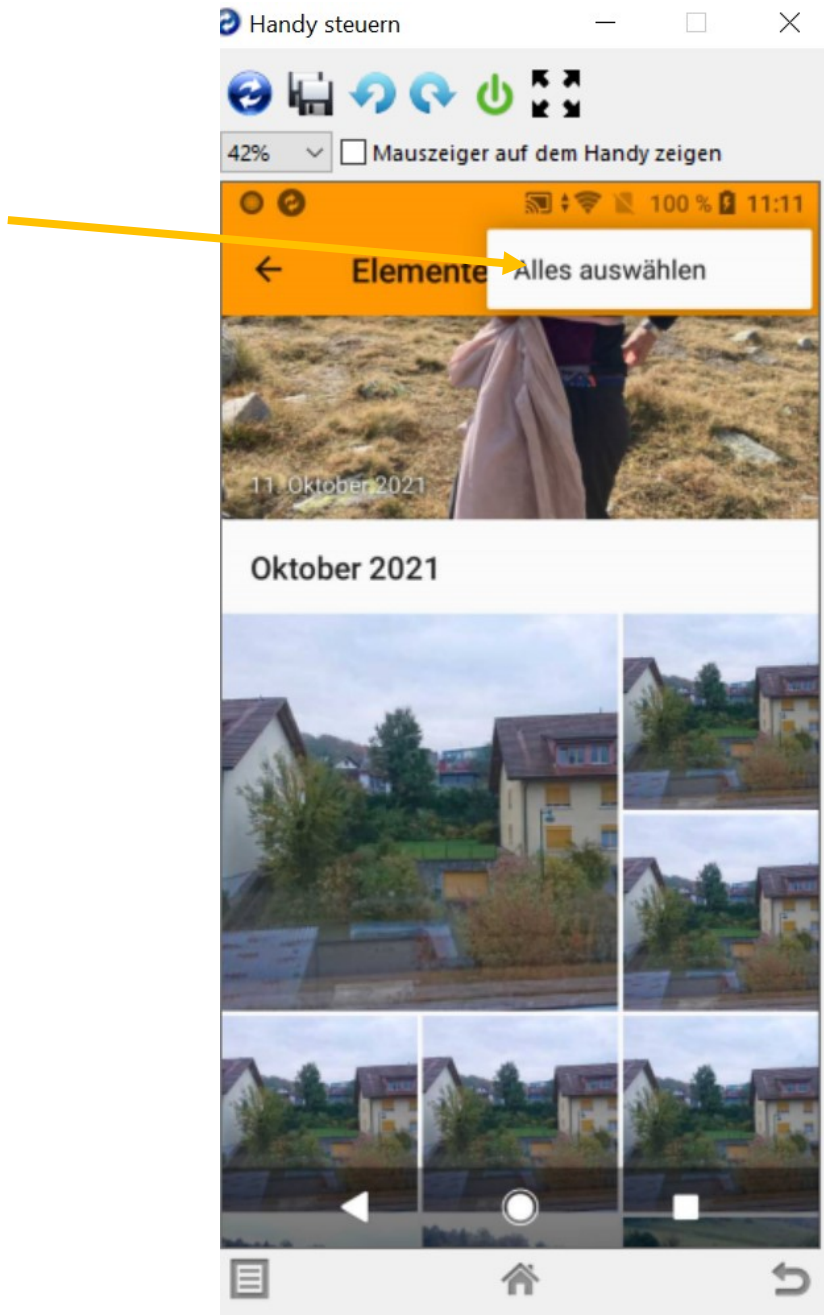 Handy steuern
42% Mauszeiger auf dem Handy zeigen
100 % 11:11
Elemente Alles auswählen
11. Oktober 2021
Oktober 2021